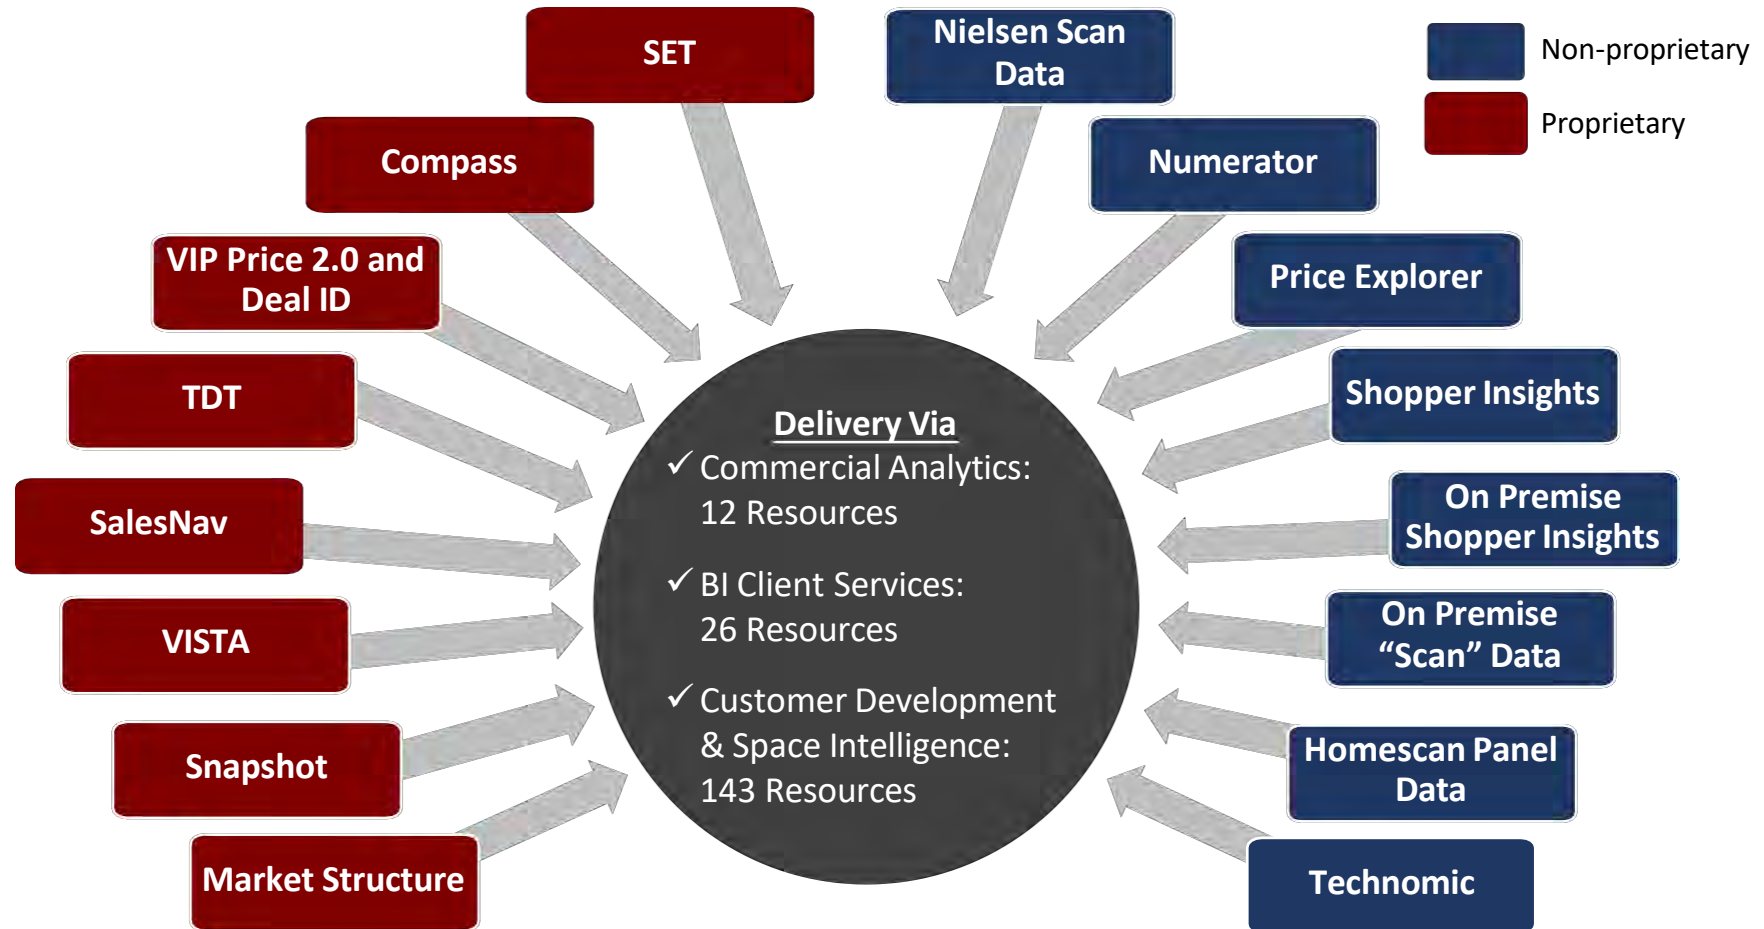 SET
Nielsen Scan
Data
Non-proprietary
Proprietary
Compass
Numerator
VIP Price 2.0 and
Deal ID
Price Explorer
TDT
Shopper Insights
SalesNav
On Premise
Shopper Insights
VISTA
On Premise
“Scan” Data
Snapshot
Homescan Panel
Data
Market Structure
Technomic
Delivery Via
✓ Commercial Analytics:
12 Resources
✓ BI Client Services:
26 Resources
✓ Customer Development
& Space Intelligence:
143 Resources